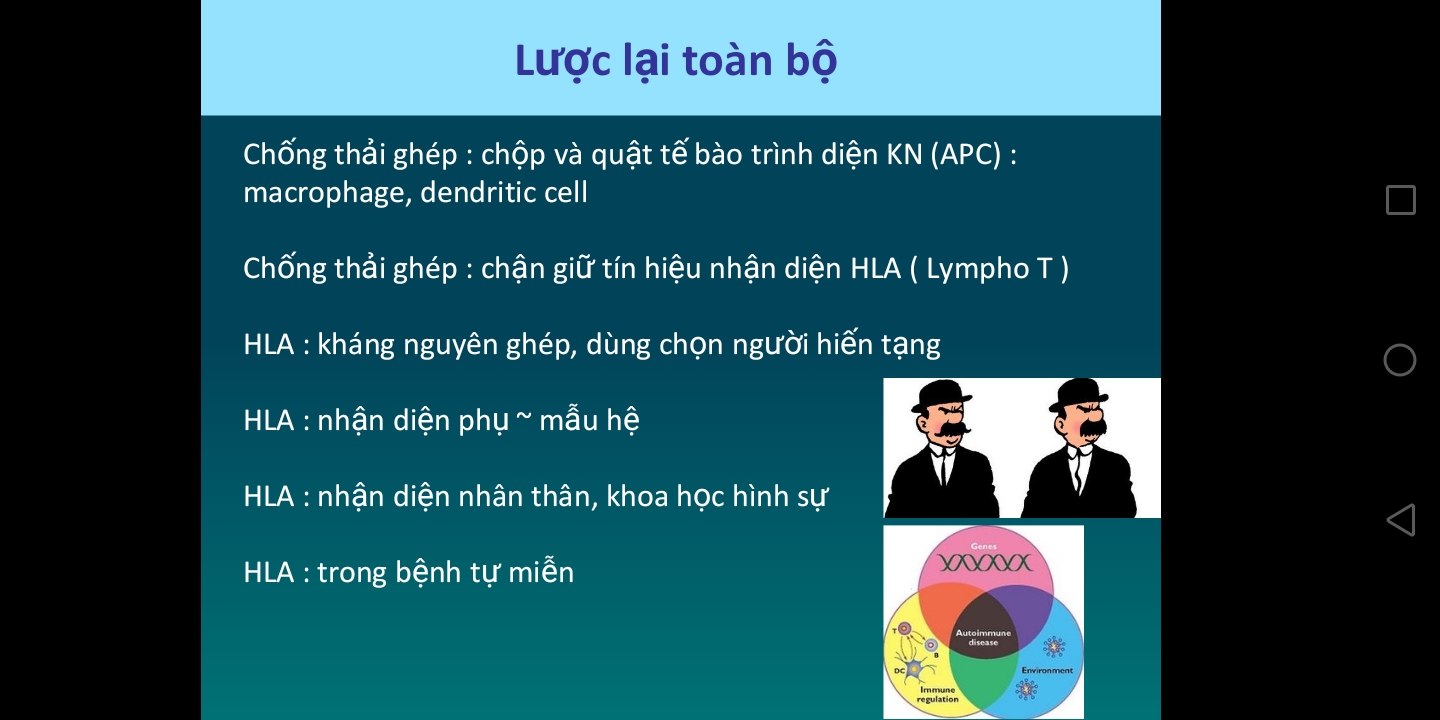 Lược lại toàn bộ
Chống thải ghép : chộp và quật tế bào trình diện KN (APC) :
macrophage, dendritic cell
Chống thải ghép : chận giữ tín hiệu nhận diện HLA ( Lympho T )
HLA : kháng nguyên ghép, dùng chọn người hiến tạng
HLA : nhận diện phụ ~ mẫu hệ
HLA : nhận diện nhân thân, khoa học hình sự
HLA : trong bệnh tự miễn
Genes
Autoimmune
disease
T
B
DC
Immune
regulation
Environment